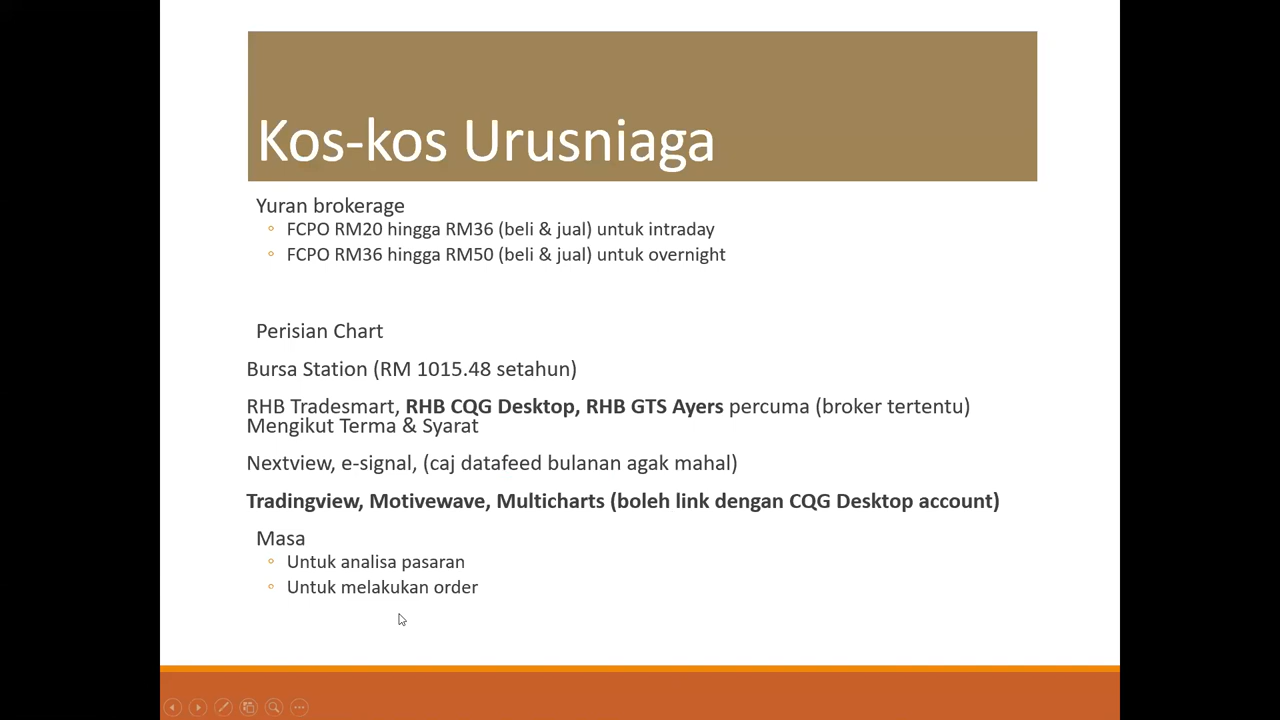 Kos-kos Urusniaga
Yuran brokerage
FCPO RM20 hingga RM36 (beli & jual) untuk intraday
FCPO RM36 hingga RM50 (beli & jual) untuk overnight
Perisian Chart
Bursa Station (RM 1015.48 setahun)
RHB Tradesmart, RHB CQG Desktop, RHB GTS Ayers percuma (broker tertentu)
Mengikut Terma & Syarat
Nextview, e-signal, (caj datafeed bulanan agak mahal)
Tradingview, Motivewave, Multicharts (boleh link dengan CQG Desktop account)
Masa
Untuk analisa pasaran
Untuk melakukan order